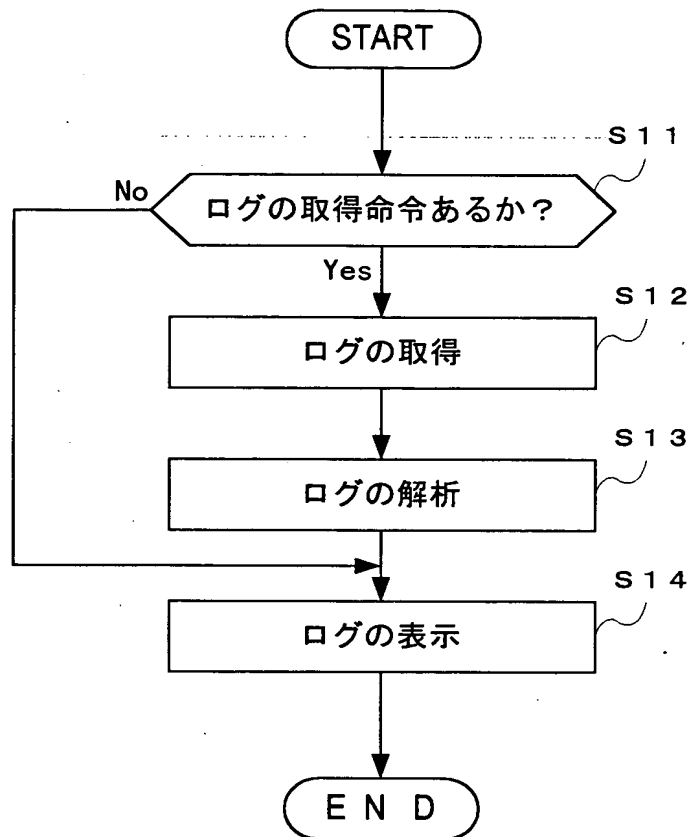 START
S11
No
ログの取得命令あるか？
Yes
S12
ログの取得
S13
ログの解析
S14
ログの表示
END